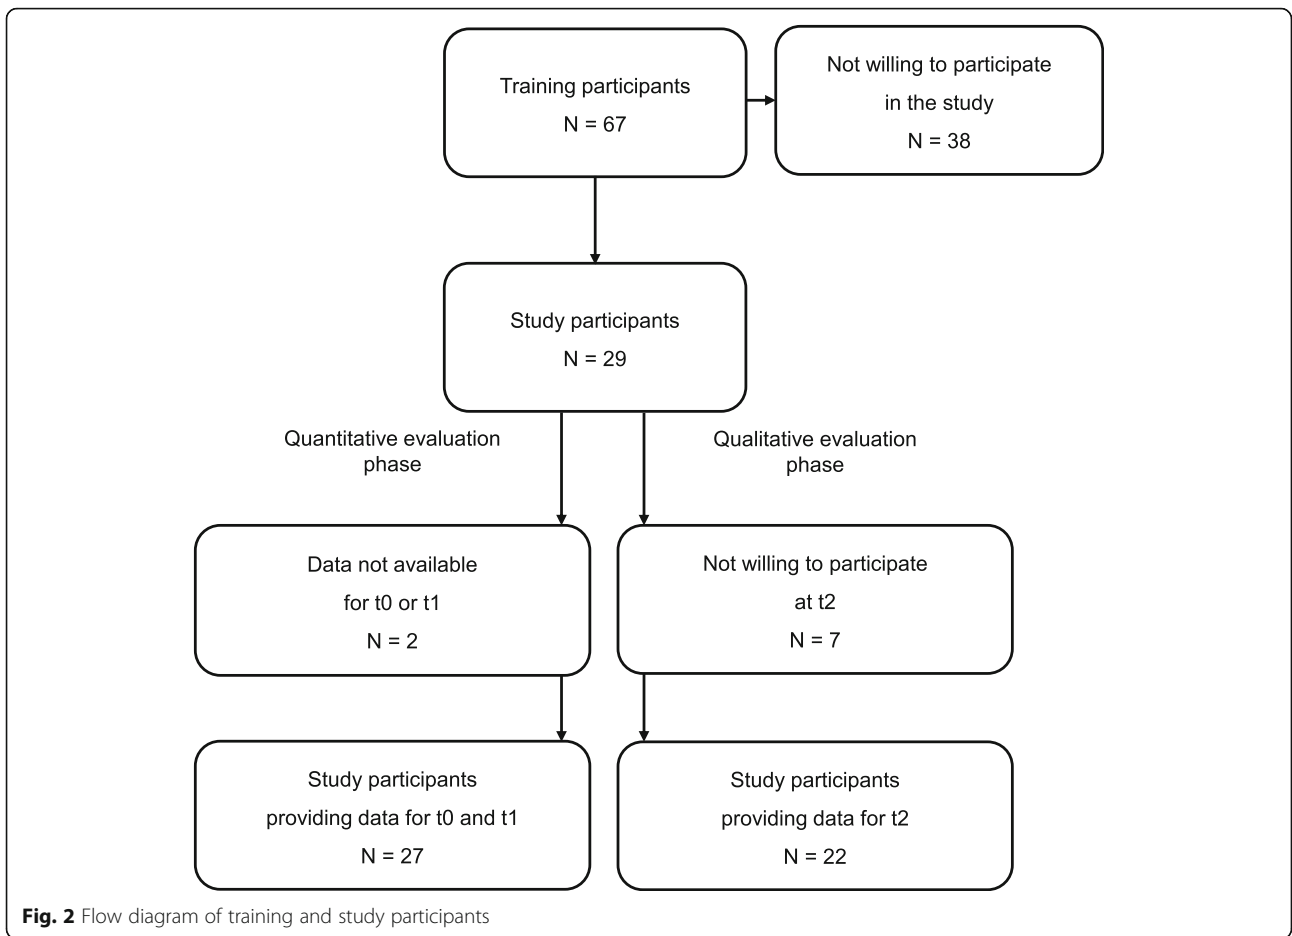 Training participants
N = 67
Not willing to participate
in the study
N = 38
Study participants
N = 29
Quantitative evaluation
phase
Qualitative evaluation
phase
Data not available
for t0 or t1
N = 2
Not willing to participate
at t2
N = 7
Study participants
providing data for t0 and t1
N = 27
Study participants
providing data for t2
N = 22
Fig. 2 Flow diagram of training and study participants